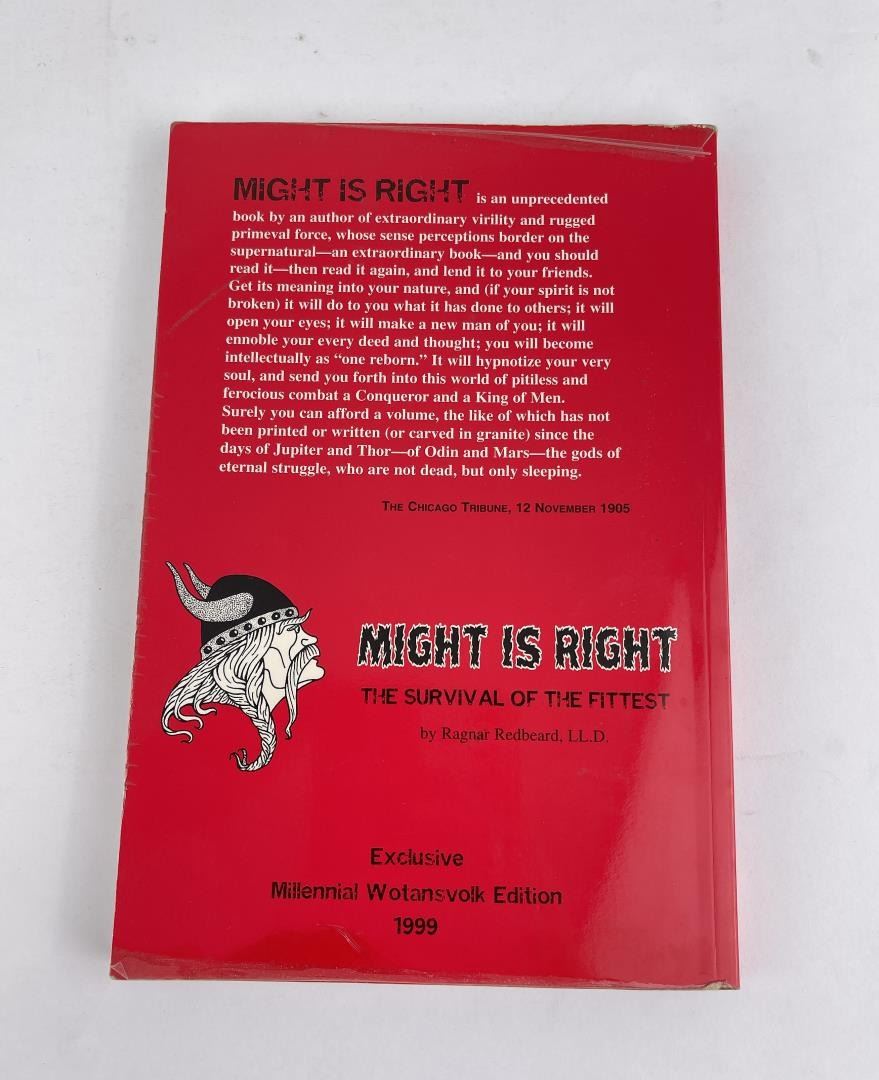 MIGHT IS RIGHT is an unprecedented
book by an author of extraordinary virility and rugged
primeval force, whose sense perceptions border on the
supernatural—an extraordinary book—and you should
read it—then read it again, and lend it to your friends.
Get its meaning into your nature, and (if your spirit is not
broken) it will do to you what it has done to others; it will
open your eyes; it will make a new man of you; it will
ennoble your every deed and thought; you will become
intellectually as “one reborn.” It will hypnotize your very
soul, and send you forth into this world of pitiless and
ferocious combat a Conqueror and a King of Men.
Surely you can afford a volume, the like of which has not
been printed or written (or carved in granite) since the
days of Jupiter and Thor—of Odin and Mars—the gods of
eternal struggle, who are not dead, but only sleeping.
The Chicago Tribune, 12 November 1905
MIGHT IS RIGHT
THE SURVIVAL OF THE FITTEST
by Ragnar Redbeard, LL.D.
Exclusive
Millennial Wotansvolk Edition
1999